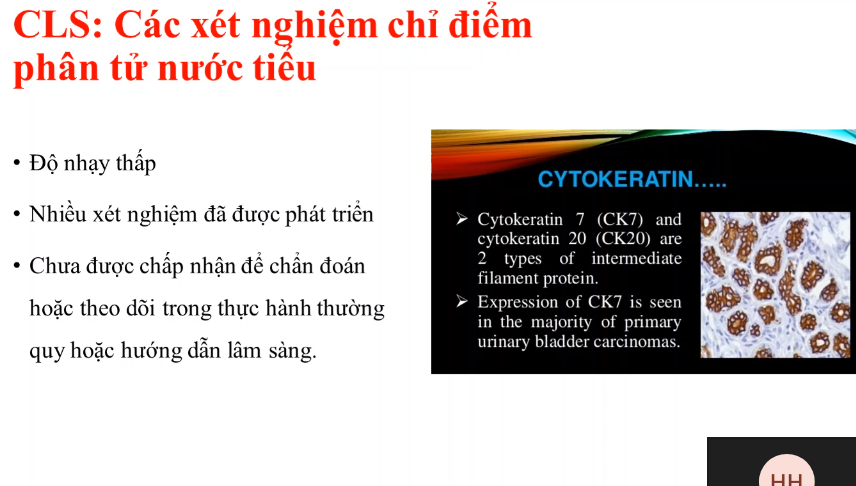 CLS: Các xét nghiệm chỉ điểm
phân tử nước tiểu
• Độ nhạy thấp
• Nhiều xét nghiệm đã được phát triển
• Chưa được chấp nhận để chẩn đoán
hoặc theo dõi trong thực hành thường
quy hoặc hướng dẫn lâm sàng.
CYTOKERATIN.....
➢ Cytokeratin 7 (CK7) and
cytokeratin 20 (CK20) are
2 types of intermediate
filament protein.
➢ Expression of CK7 is seen
in the majority of primary
urinary bladder carcinomas.
HH